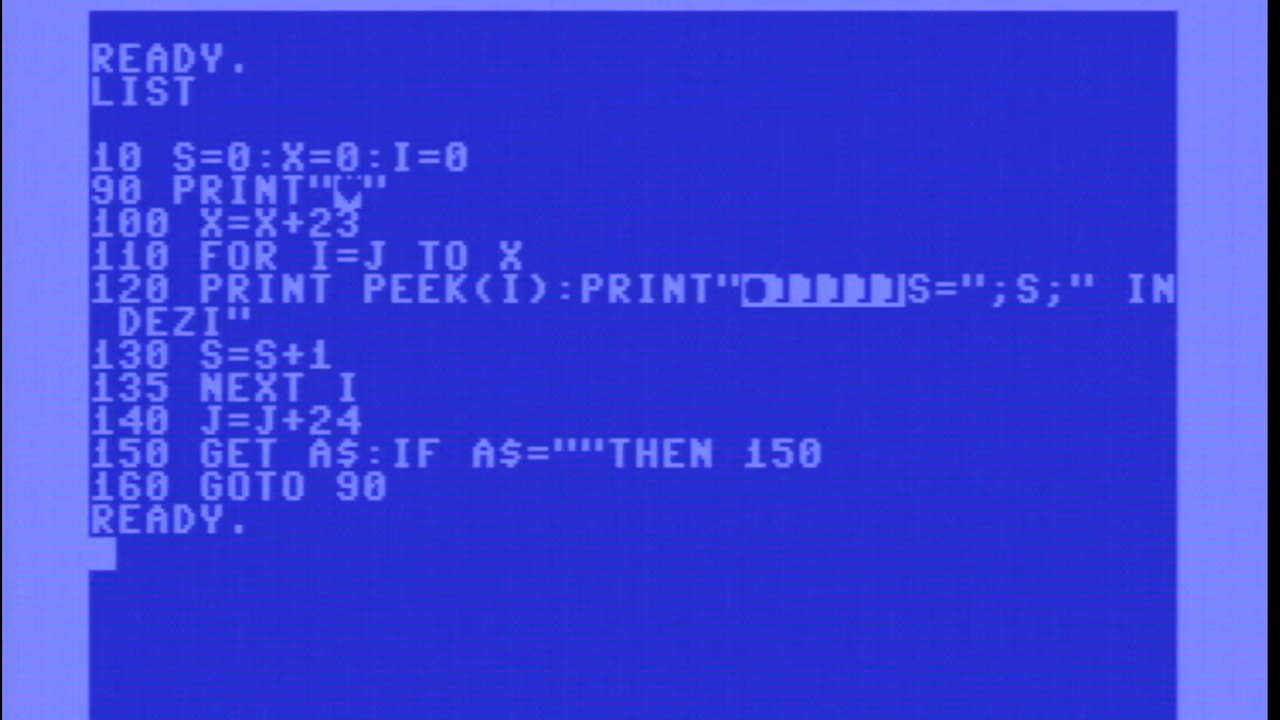 READY.
LIST
10 S=0:X=0:I=0
90 PRINT"♥"
100 X=X+23
110 FOR I=J TO X
120 PRINT PEEK(I):PRINT"S=";S;" IN
DEZI"
130 S=S+1
135 NEXT I
140 J=J+24
150 GET A$:IF A$=""THEN 150
160 GOTO 90
READY.